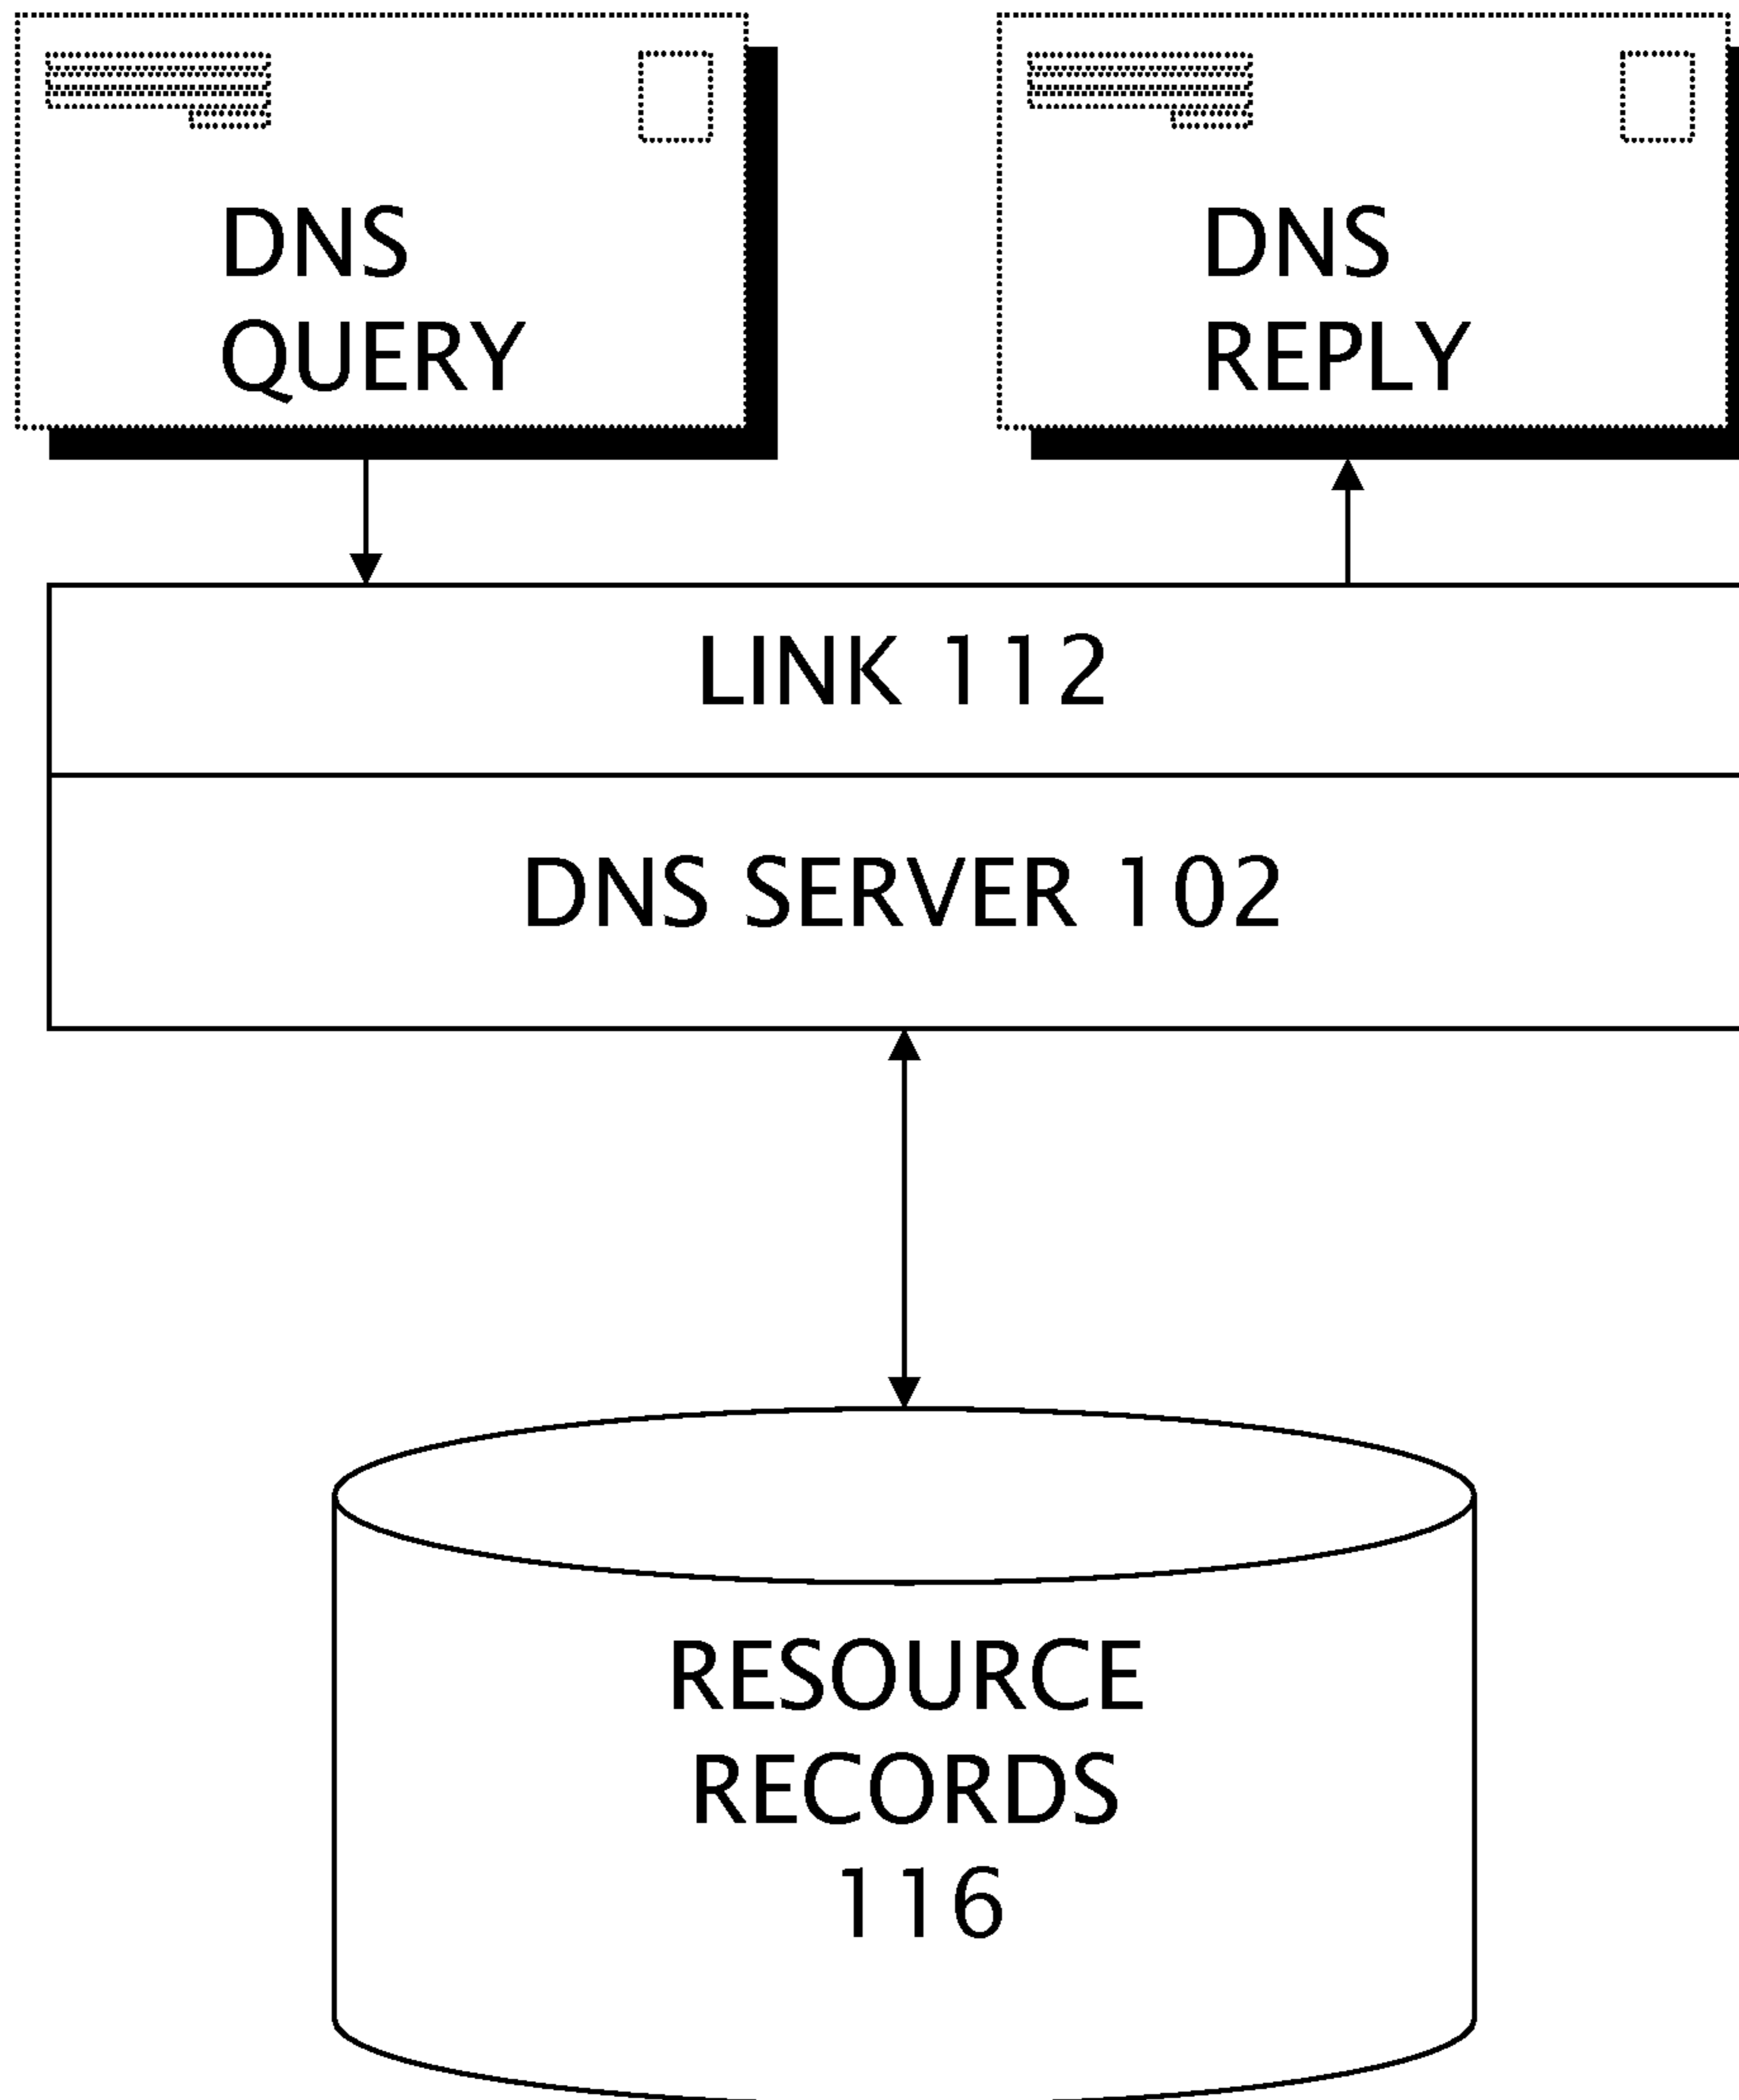 DNS
QUERY
DNS
REPLY
LINK 112
DNS SERVER 102
RESOURCE
RECORDS
116